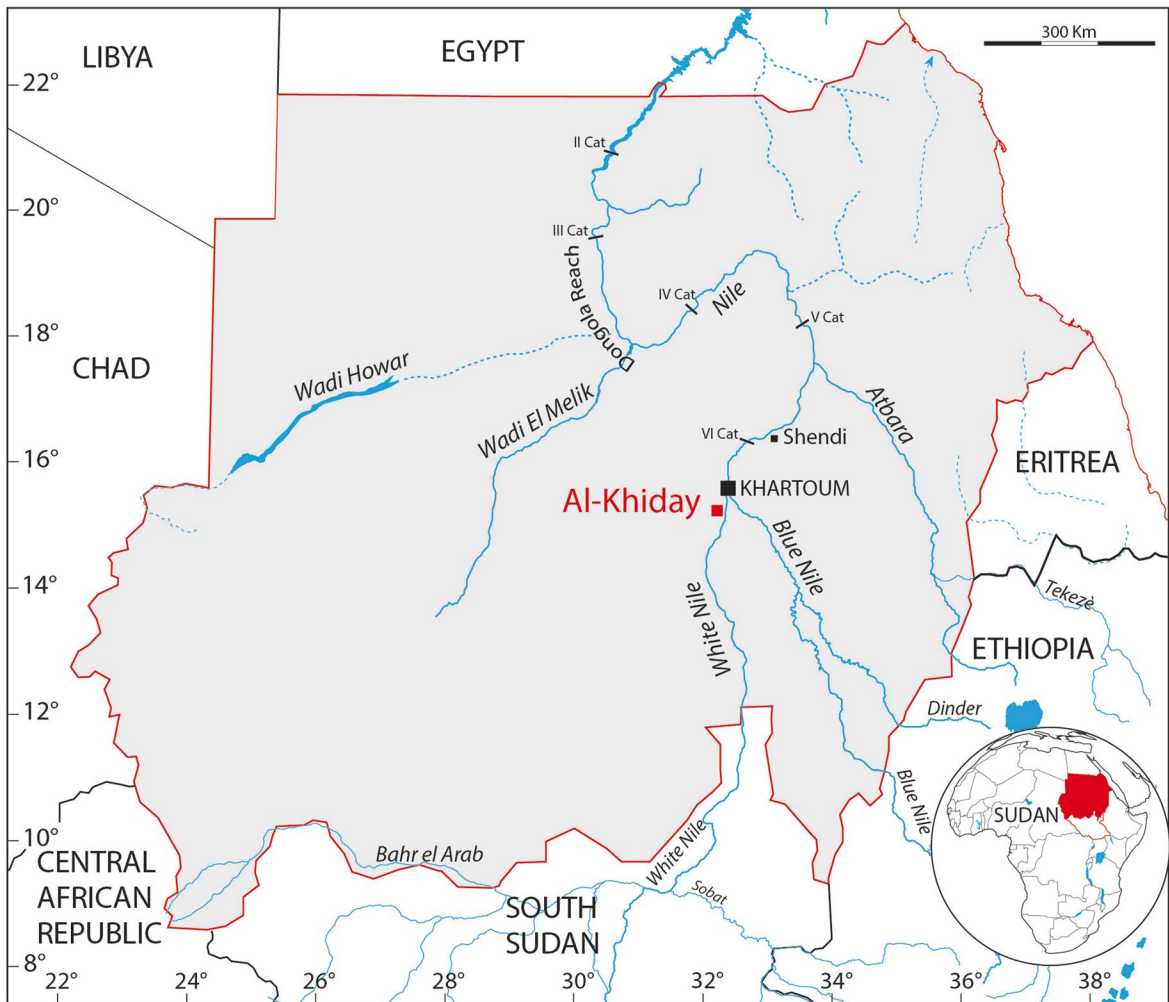 LIBYA
EGYPT
300 Km
22°
II Cat
20°
III Cat
Dongola Reach
IV Cat
Nile
V Cat
18°
CHAD
Wadi Howar
Wadi El Melik
Atbara
VI Cat
Shendi
16°
ERITREA
Al-Khiday
KHARTOUM
Blue Nile
14°
White Nile
Tekezè
ETHIOPIA
12°
Dinder
SUDAN
Blue Nile
10°
White Nile
Bahr el Arab
CENTRAL
AFRICAN
REPUBLIC
Sobat
SOUTH
SUDAN
8°
22°
24°
26°
28°
30°
32°
34°
36°
38°